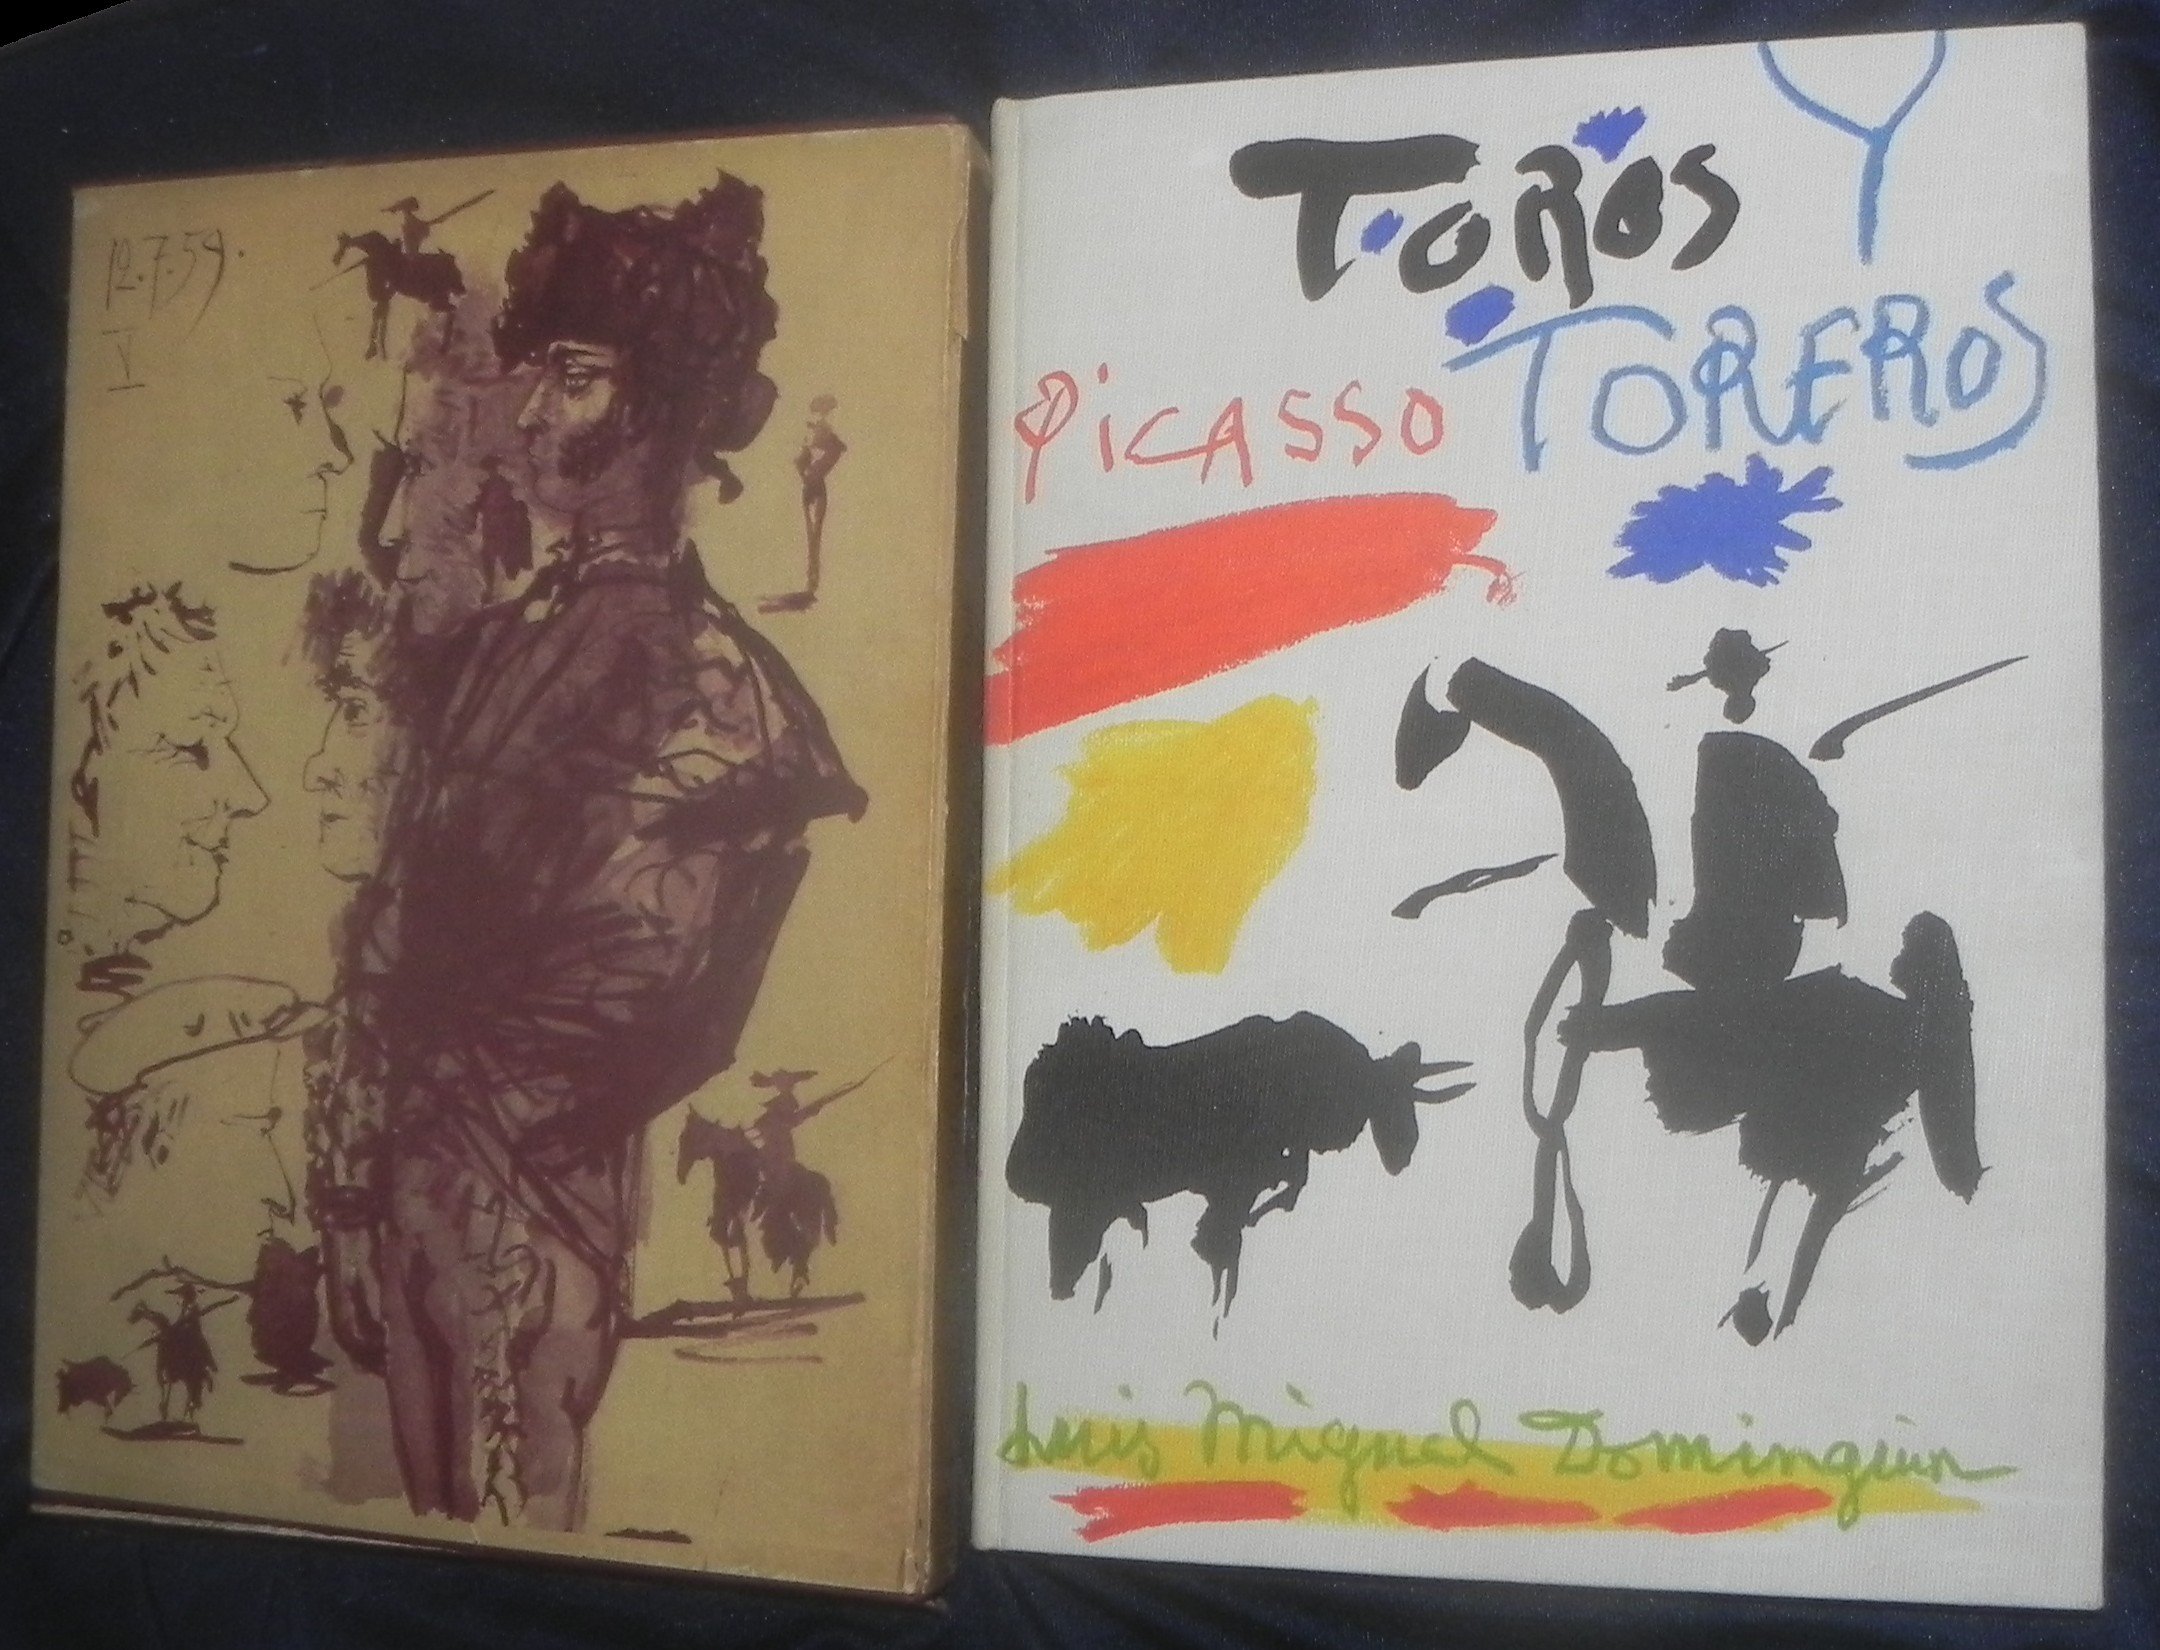 12.7.59.
V
TOROS Y
TOREROS
PICASSO
Luis Miguel Dominguin